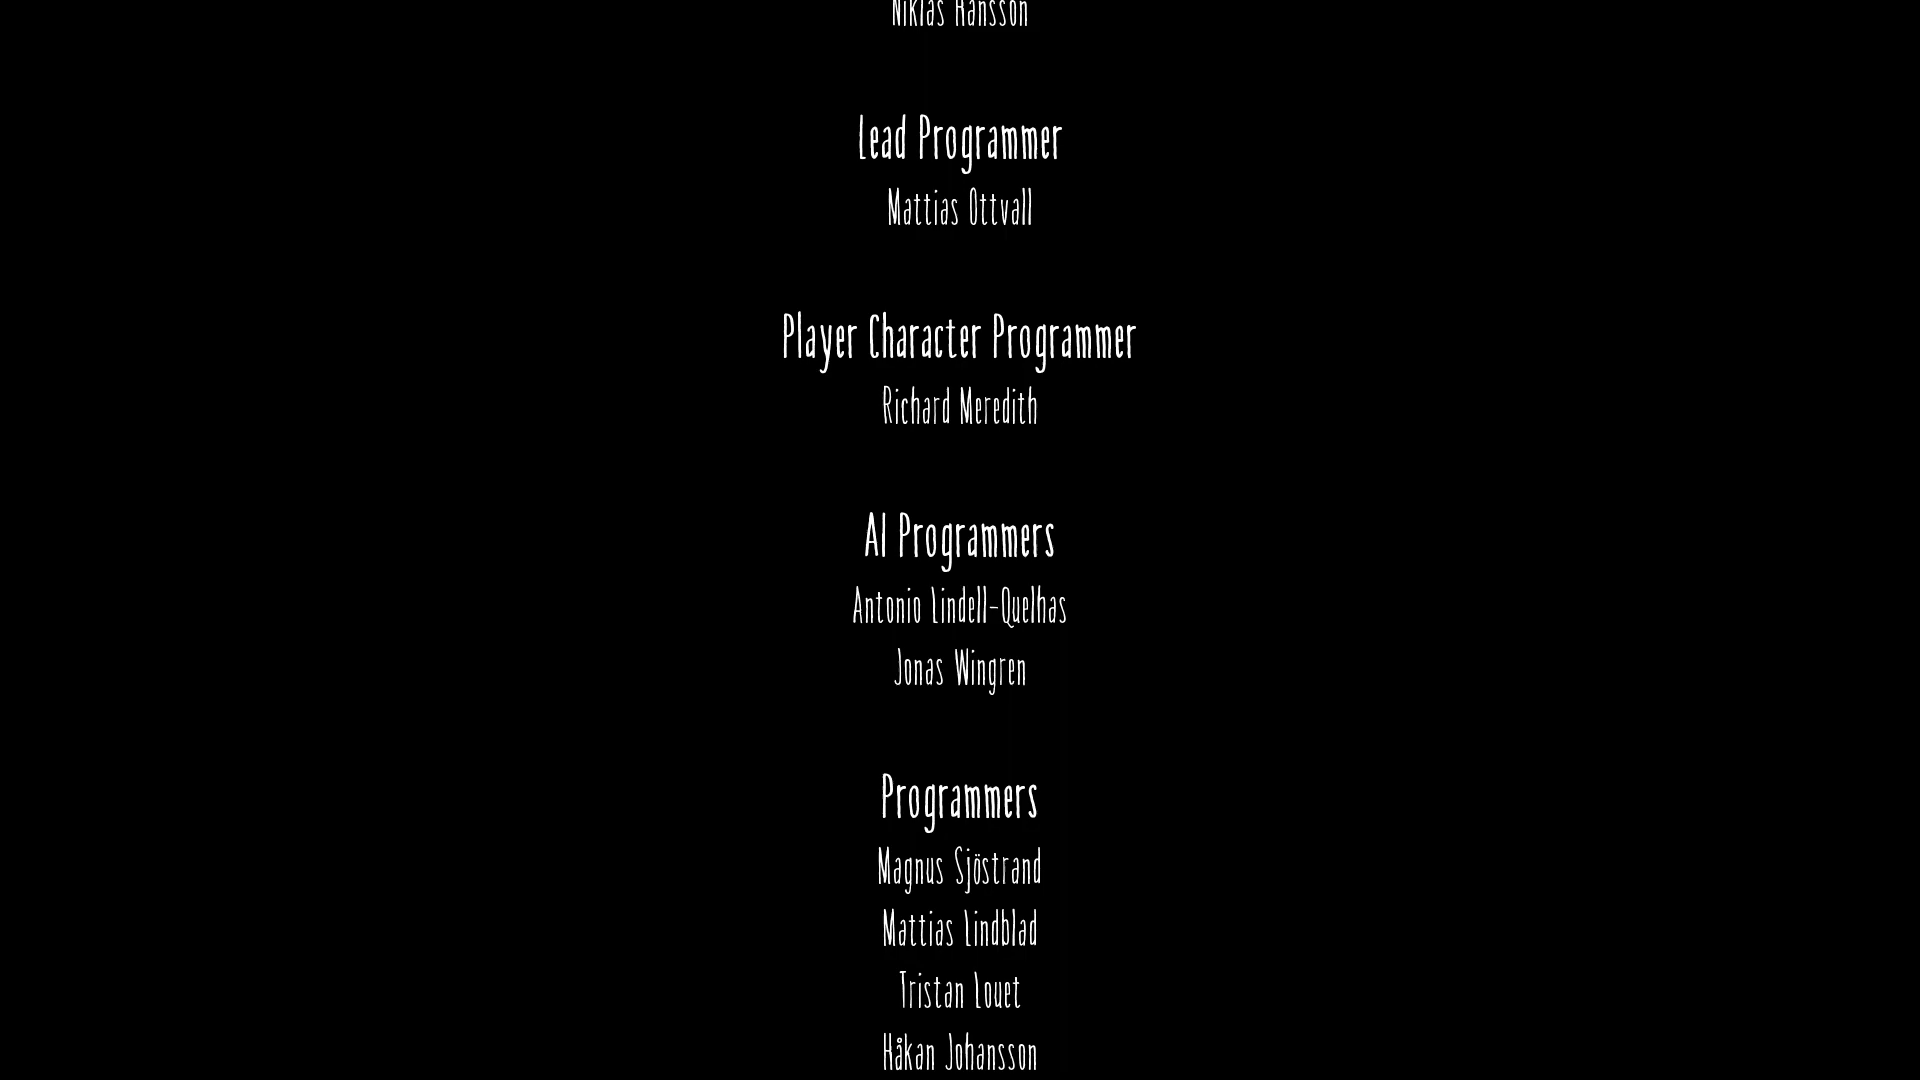 Niklas Hansson
Lead Programmer
Mattias Ottvall
Player Character Programmer
Richard Meredith
AI Programmers
Antonio Lindell-Quelhas
Jonas Wingren
Programmers
Magnus Sjöstrand
Mattias Lindblad
Tristan Louet
Håkan Johansson